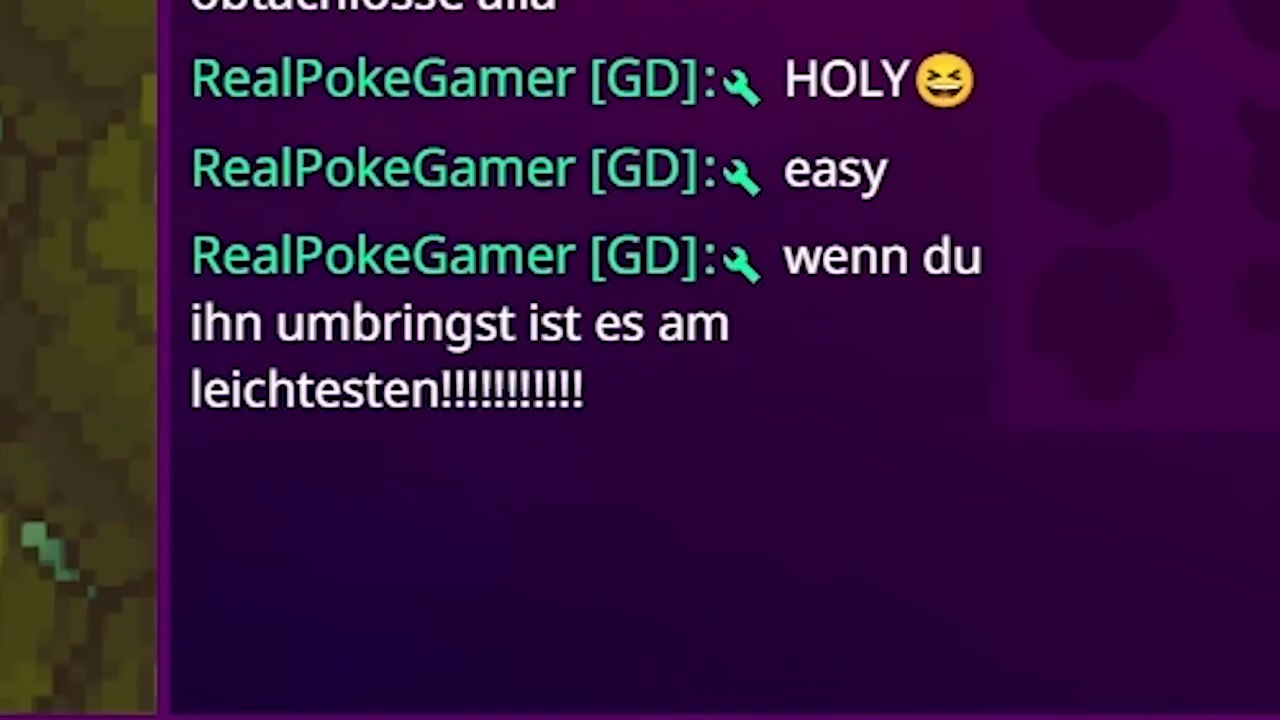 RealPokeGamer [GD]: HOLY😆
RealPokeGamer [GD]: easy
RealPokeGamer [GD]: wenn du
ihn umbringst ist es am
leichtesten!!!!!!!!!!!